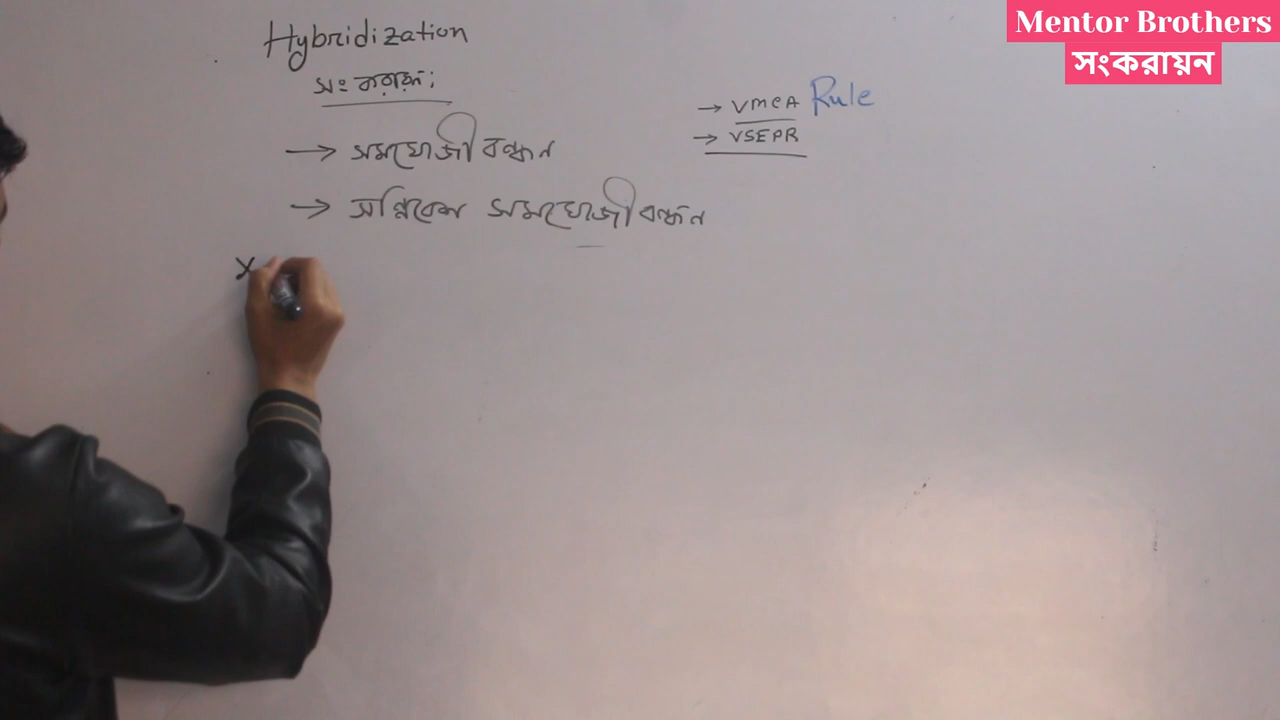 Mentor Brothers
সংকরায়ন
Hybridization
সংকরায়ন:
→ সমযোজী বন্ধন
→ সন্নিবেশ সমযোজী বন্ধন
→ VMCA Rule
→ VSEPR
X